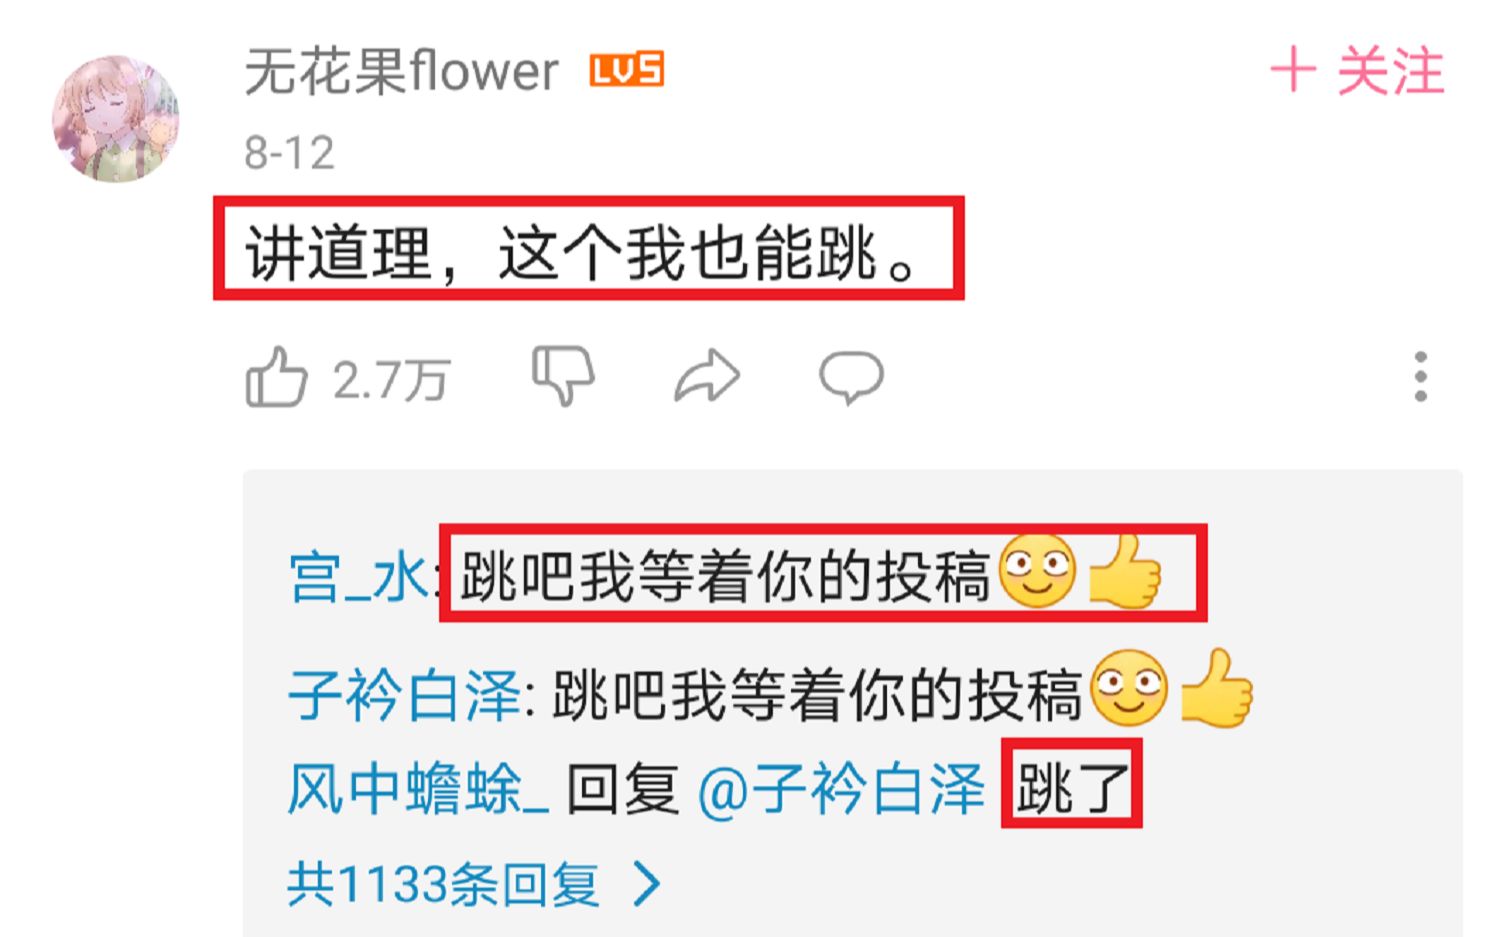 无花果flower LV5
+ 关注
8-12
讲道理，这个我也能跳。
2.7万
宫_水: 跳吧我等着你的投稿
子衿白泽: 跳吧我等着你的投稿
风中蟾蜍_ 回复 @子衿白泽 跳了
共1133条回复 >